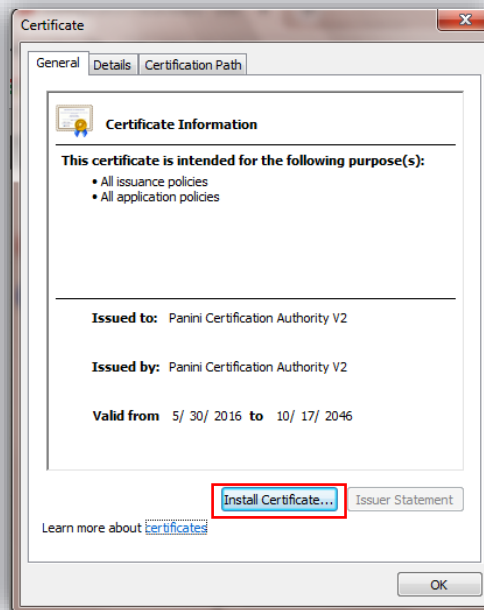 Certificate
General Details Certification Path
Certificate Information
This certificate is intended for the following purpose(s):
• All issuance policies
• All application policies
Issued to: Panini Certification Authority V2
Issued by: Panini Certification Authority V2
Valid from 5/ 30/ 2016 to 10/ 17/ 2046
Install Certificate... Issuer Statement
Learn more about certificates
OK